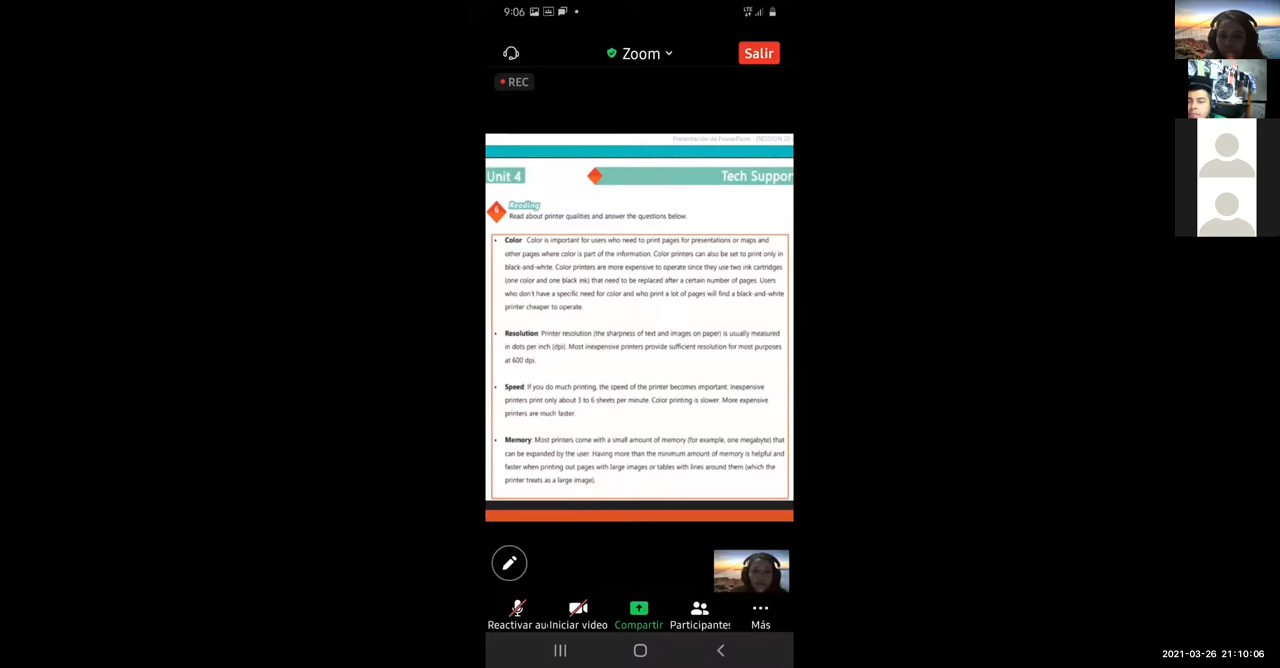 9:06
LTE
Zoom
Salir
REC
Presentación de PowerPoint - [SESSION 2]
Unit 4
Tech Suppor
6
Reading
Read about printer qualities and answer the questions below.
• Color: Color is important for users who need to print pages for presentations or maps and
other pages where color is part of the information. Color printers can also be set to print only in
black-and-white. Color printers are more expensive to operate since they use two ink cartridges
(one color and one black ink) that need to be replaced after a certain number of pages. Users
who don't have a specific need for color and who print a lot of pages will find a black-and-white
printer cheaper to operate.
• Resolution: Printer resolution (the sharpness of text and images on paper) is usually measured
in dots per inch (dpi). Most inexpensive printers provide sufficient resolution for most purposes
at 600 dpi.
• Speed: If you do much printing, the speed of the printer becomes important. Inexpensive
printers print only about 3 to 6 sheets per minute. Color printing is slower. More expensive
printers are much faster.
• Memory: Most printers come with a small amount of memory (for example, one megabyte) that
can be expanded by the user. Having more than the minimum amount of memory is helpful and
faster when printing out pages with large images or tables with lines around them (which the
printer treats as a large image).
Reactivar au Iniciar video Compartir Participantes Más
2021-03-26 21:10:06